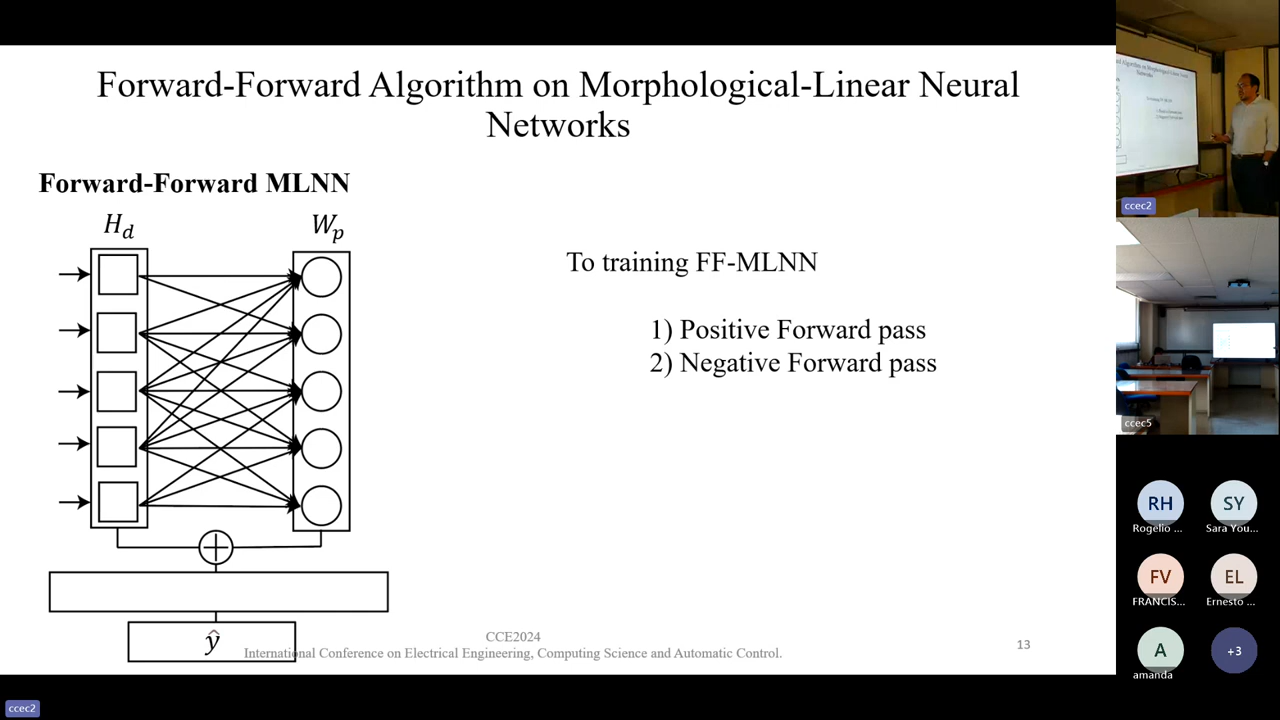 Forward-Forward Algorithm on Morphological-Linear Neural
Networks
Forward-Forward MLNN
H_d
W_p
To training FF-MLNN
1) Positive Forward pass
2) Negative Forward pass
ŷ
CCE2024
International Conference on Electrical Engineering, Computing Science and Automatic Control.
13
ccec2
ccec2
ccec5
RH
Rogelio ...
SY
Sara You...
FV
FRANCIS...
EL
Ernesto ...
A
amanda
+3